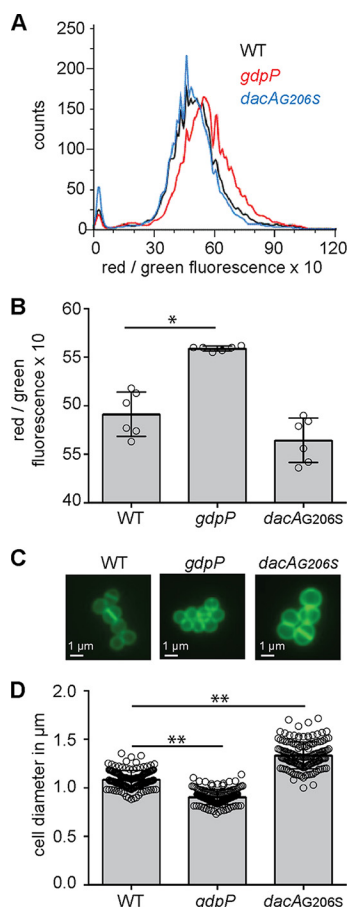 A
250
200
150
100
50
0
counts
WT
gdpP
dacAG206S
0 30 60 90 120
red / green fluorescence x 10
B
60
55
50
55
40
red / green
fluorescence x 10
*
WT gdpP dacAG206S
C
WT gdpP dacAG206S
1 μm 1 μm 1 μm
D
2.0
1.5
1.0
0.5
0.0
cell diameter in μm
**
**
WT gdpP dacAG206S